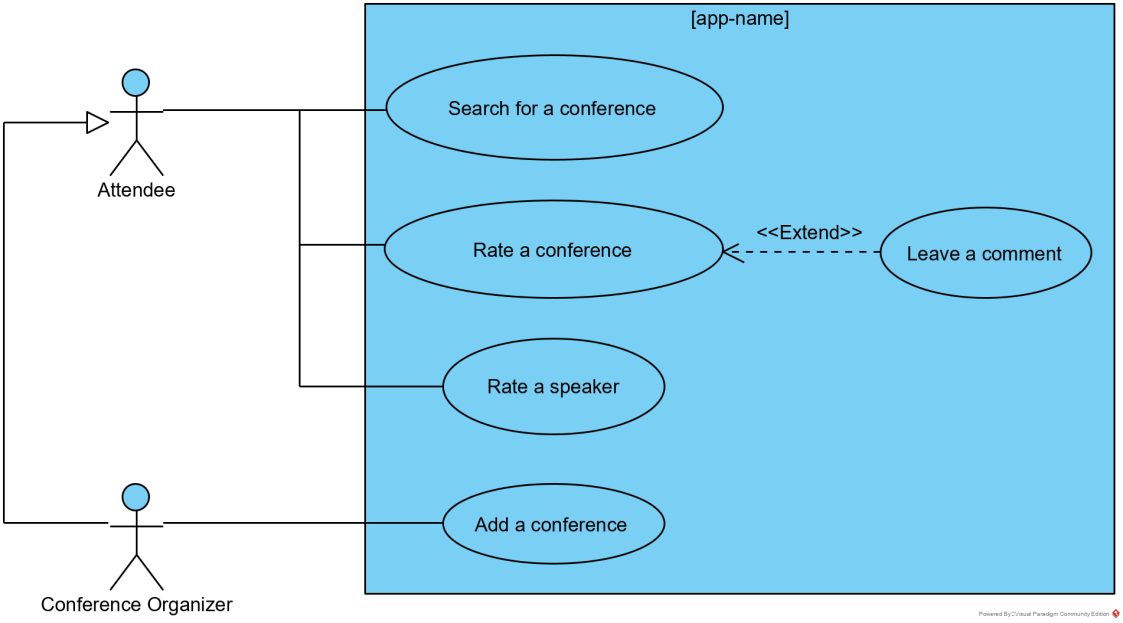 [app-name]
Search for a conference
Attendee
Rate a conference
<<Extend>>
Leave a comment
Rate a speaker
Add a conference
Conference Organizer
Powered By Visual Paradigm Community Edition